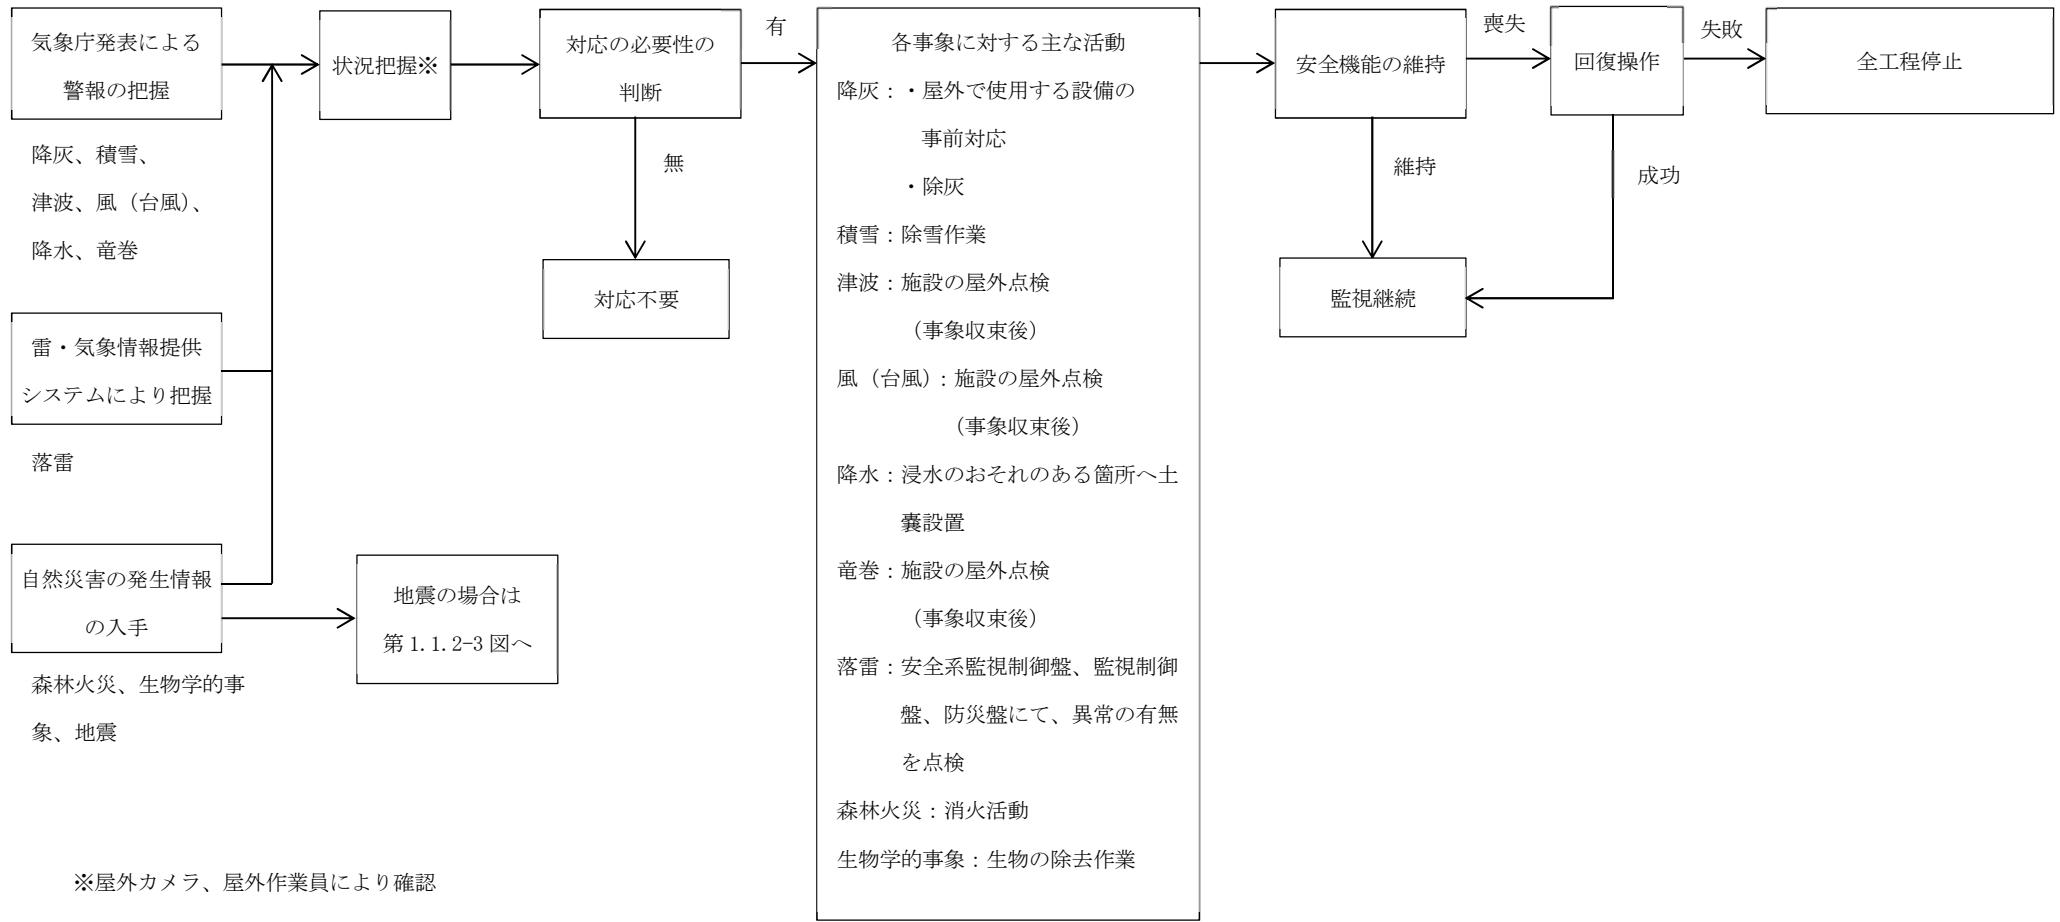 気象庁発表による
警報の把握
降灰、積雪、
津波、風（台風）、
降水、竜巻
雷・気象情報提供
システムにより把握
落雷
自然災害の発生情報
の入手
森林火災、生物学的事
象、地震
地震の場合は
第 1.1.2-3 図へ
状況把握※
対応の必要性の
判断
有
無
対応不要
各事象に対する主な活動
降灰：・屋外で使用する設備の
事前対応
・除灰
積雪：除雪作業
津波：施設の屋外点検
（事象収束後）
風（台風）：施設の屋外点検
（事象収束後）
降水：浸水のおそれのある箇所へ土
嚢設置
竜巻：施設の屋外点検
（事象収束後）
落雷：安全系監視制御盤、監視制御
盤、防災盤にて、異常の有無
を点検
森林火災：消火活動
生物学的事象：生物の除去作業
安全機能の維持
喪失
維持
監視継続
回復操作
失敗
成功
全工程停止
※屋外カメラ、屋外作業員により確認